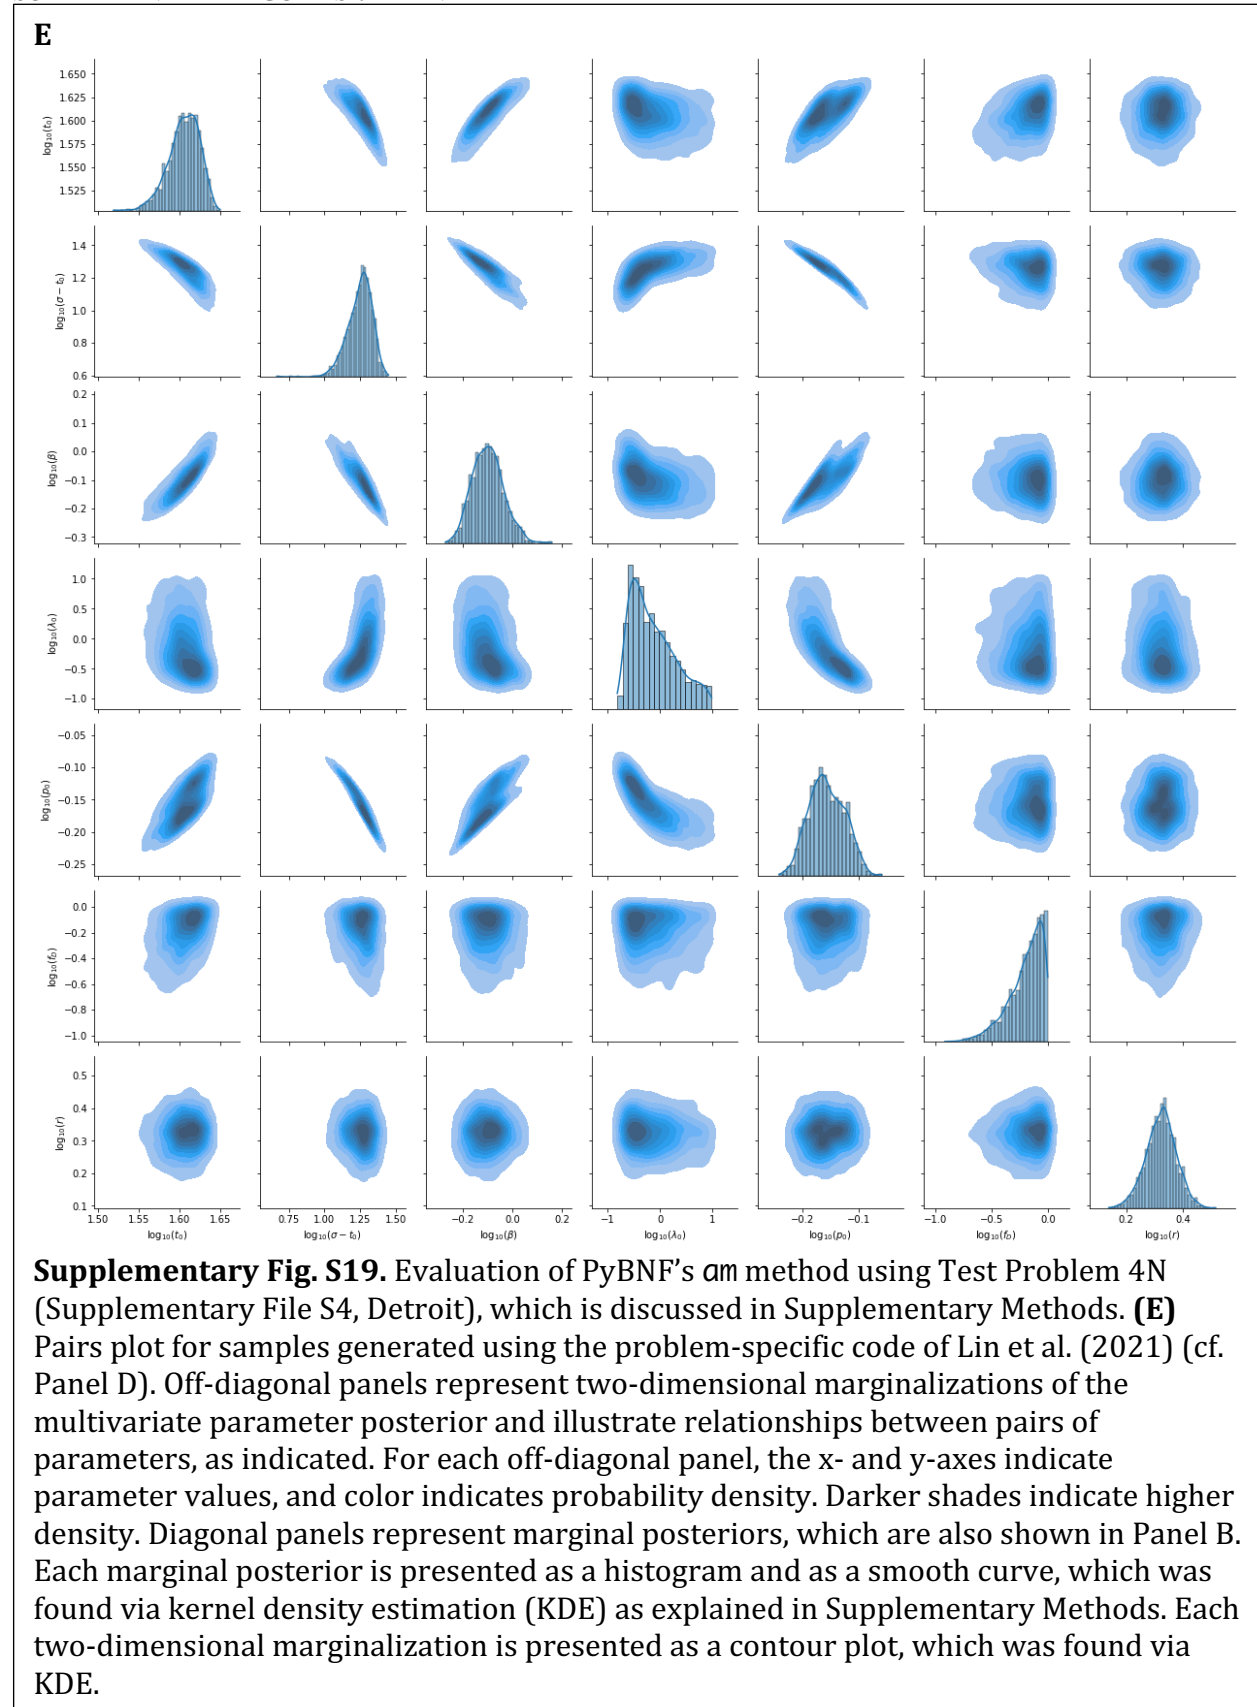 E
1.650
1.625
1.600
1.575
1.550
1.525
log₁₀(t₀)
1.4
1.2
1.0
0.8
0.6
log₁₀(σ − t₀)
0.2
0.1
0.0
−0.1
−0.2
−0.3
log₁₀(β)
1.0
0.5
0.0
−0.5
−1.0
log₁₀(λ₀)
−0.05
−0.10
−0.15
−0.20
−0.25
log₁₀(p₀)
0.0
−0.2
−0.4
−0.6
−0.8
−1.0
log₁₀(f_D)
0.5
0.4
0.3
0.2
0.1
log₁₀(r)
1.50 1.55 1.60 1.65 0.75 1.00 1.25 1.50 −0.2 0.0 0.2 −1 0 1 −0.2 −0.1 −1.0 −0.5 0.0 0.2 0.4
log₁₀(t₀) log₁₀(σ − t₀) log₁₀(β) log₁₀(λ₀) log₁₀(p₀) log₁₀(f_D) log₁₀(r)
Supplementary Fig. S19. Evaluation of PyBNF's am method using Test Problem 4N
(Supplementary File S4, Detroit), which is discussed in Supplementary Methods. (E)
Pairs plot for samples generated using the problem-specific code of Lin et al. (2021) (cf.
Panel D). Off-diagonal panels represent two-dimensional marginalizations of the
multivariate parameter posterior and illustrate relationships between pairs of
parameters, as indicated. For each off-diagonal panel, the x- and y-axes indicate
parameter values, and color indicates probability density. Darker shades indicate higher
density. Diagonal panels represent marginal posteriors, which are also shown in Panel B.
Each marginal posterior is presented as a histogram and as a smooth curve, which was
found via kernel density estimation (KDE) as explained in Supplementary Methods. Each
two-dimensional marginalization is presented as a contour plot, which was found via
KDE.